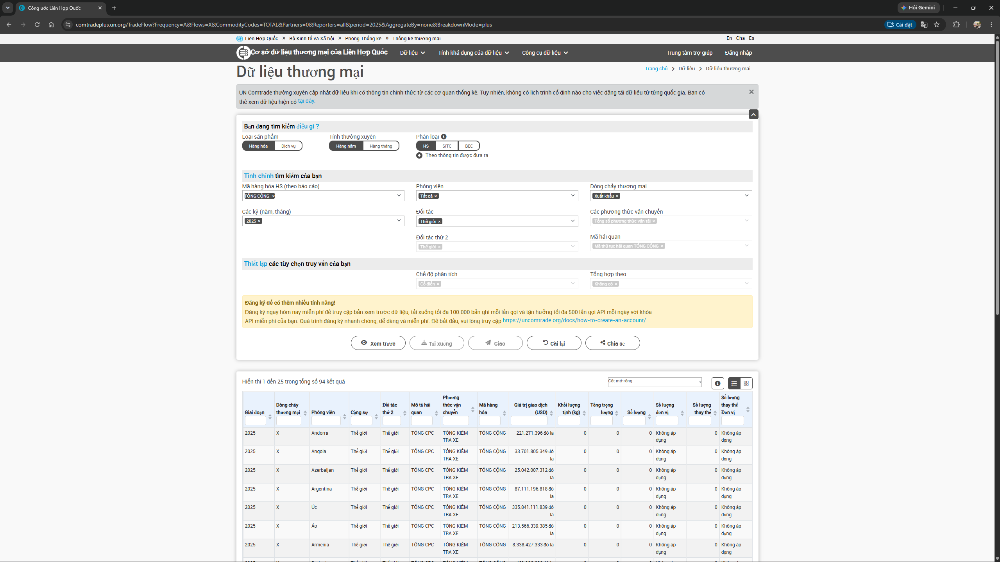 Công ước Liên Hợp Quốc
Hỏi Gemini
comtradeplus.un.org/TradeFlow?Frequency=A&Flows=X&CommodityCodes=TOTAL&Partners=0&Reporters=all&period=2025&AggregateBy=none&BreakdownMode=plus
Cài đặt
Liên Hợp Quốc » Bộ Kinh tế và Xã hội » Phòng Thống kê » Thống kê thương mại
En Cha Es
Cơ sở dữ liệu thương mại của Liên Hợp Quốc
Dữ liệu Tính khả dụng của dữ liệu Công cụ dữ liệu
Trung tâm trợ giúp Đăng nhập
Dữ liệu thương mại
Trang chủ > Dữ liệu > Dữ liệu thương mại
UN Comtrade thường xuyên cập nhật dữ liệu khi có thông tin chính thức từ các cơ quan thống kê. Tuy nhiên, không có lịch trình cố định nào cho việc đăng tải dữ liệu từ từng quốc gia. Bạn có
thể xem dữ liệu hiện có tại đây.
Bạn đang tìm kiếm điều gì ?
Loại sản phẩm Tính thường xuyên Phân loại
Hàng hóa Dịch vụ Hàng năm Hàng tháng HS SITC BEC
Theo thông tin được đưa ra
Tinh chỉnh tìm kiếm của bạn
Mã hàng hóa HS (theo báo cáo) Phóng viên Dòng chảy thương mại
TỔNG CỘNG × Tất cả × Xuất khẩu ×
Các kỳ (năm, tháng) Đối tác Các phương thức vận chuyển
2025 × Thế giới × Tổng số phương thức vận tải ×
Đối tác thứ 2 Mã hải quan
Thế giới × Mã thủ tục hải quan TỔNG CỘNG ×
Thiết lập các tùy chọn truy vấn của bạn
Chế độ phân tích Tổng hợp theo
Cổ điển × Không có ×
Đăng ký để có thêm nhiều tính năng!
Đăng ký ngay hôm nay miễn phí để truy cập bản xem trước dữ liệu, tải xuống tối đa 100.000 bản ghi mỗi lần gọi và tận hưởng tối đa 500 lần gọi API mỗi ngày với khóa
API miễn phí của bạn. Quá trình đăng ký nhanh chóng, dễ dàng và miễn phí. Để bắt đầu, vui lòng truy cập https://uncomtrade.org/docs/how-to-create-an-account/
Xem trước Tải xuống Giao Cài lại Chia sẻ
Hiển thị 1 đến 25 trong tổng số 94 kết quả
Cột mở rộng
Giai đoạn Dòng chảy thương mại Phóng viên Cộng sự Đối tác thứ 2 Mô tả hải quan Phương thức vận chuyển Mã hàng hóa Giá trị giao dịch (USD) Khối lượng tịnh (kg) Tổng trọng lượng Số lượng Số lượng đơn vị Số lượng thay thế Số lượng thay thế Đơn vị
2025 X Andorra Thế giới Thế giới TỔNG CPC TỔNG KIỂM TRA XE TỔNG CỘNG 221.271.396 đô la 0 0 0 Không áp dụng 0 Không áp dụng
2025 X Angola Thế giới Thế giới TỔNG CPC TỔNG KIỂM TRA XE TỔNG CỘNG 33.701.805.349 đô la 0 0 0 Không áp dụng 0 Không áp dụng
2025 X Azerbaijan Thế giới Thế giới TỔNG CPC TỔNG KIỂM TRA XE TỔNG CỘNG 25.042.007.312 đô la 0 0 0 Không áp dụng 0 Không áp dụng
2025 X Argentina Thế giới Thế giới TỔNG CPC TỔNG KIỂM TRA XE TỔNG CỘNG 87.111.196.818 đô la 0 0 0 Không áp dụng 0 Không áp dụng
2025 X Úc Thế giới Thế giới TỔNG CPC TỔNG KIỂM TRA XE TỔNG CỘNG 335.841.111.839 đô la 0 0 0 Không áp dụng 0 Không áp dụng
2025 X Áo Thế giới Thế giới TỔNG CPC TỔNG KIỂM TRA XE TỔNG CỘNG 213.566.339.385 đô la 0 0 0 Không áp dụng 0 Không áp dụng
2025 X Armenia Thế giới Thế giới TỔNG CPC TỔNG KIỂM TRA XE TỔNG CỘNG 8.338.427.333 đô la 0 0 0 Không áp dụng 0 Không áp dụng